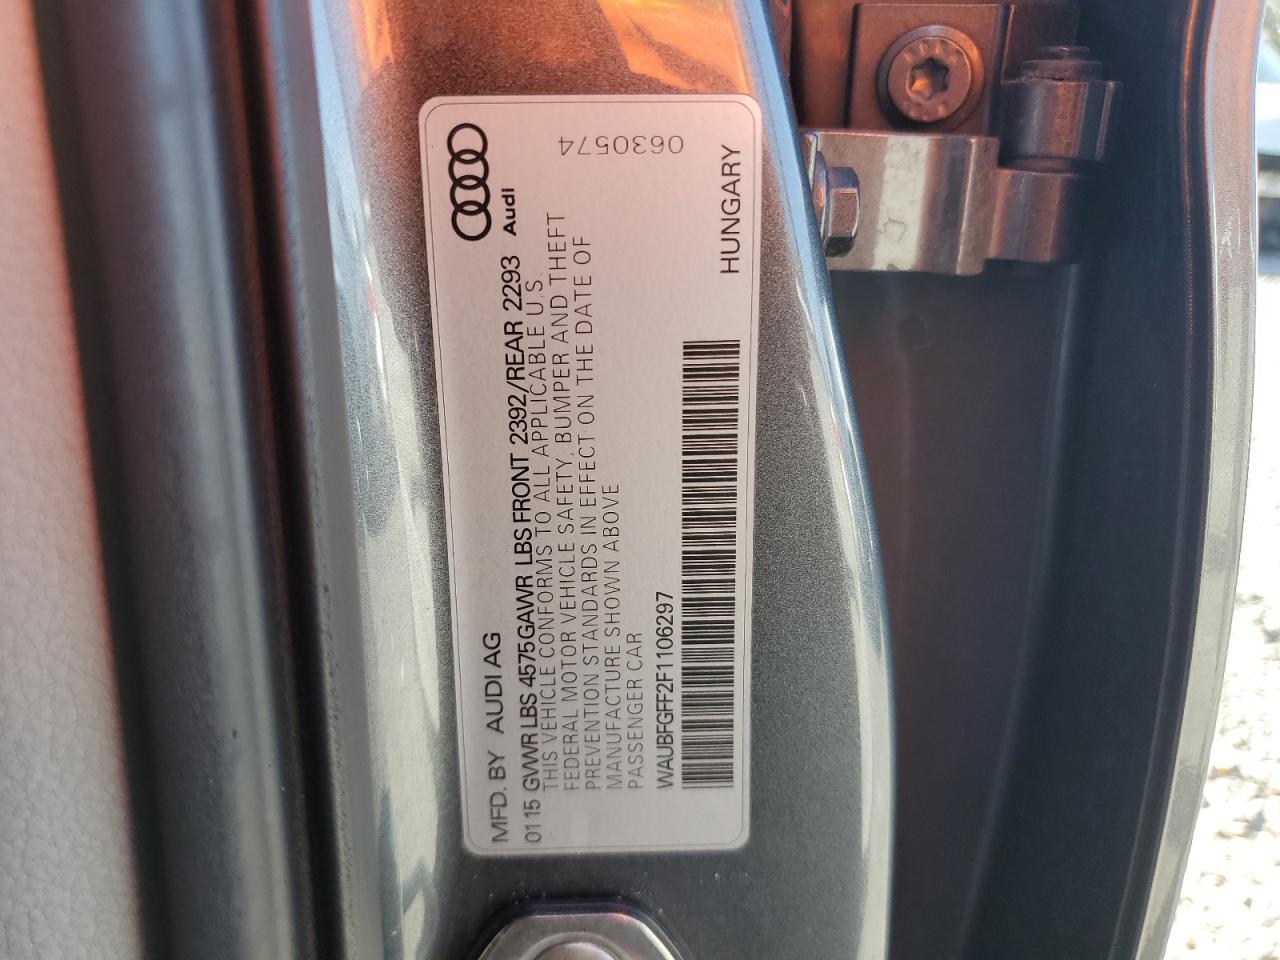 MFD. BY AUDI AG
0115 GVWR LBS 4575 GAWR LBS FRONT 2392/REAR 2293
Audi
THIS VEHICLE CONFORMS TO ALL APPLICABLE U.S.
FEDERAL MOTOR VEHICLE SAFETY, BUMPER AND THEFT
PREVENTION STANDARDS IN EFFECT ON THE DATE OF
MANUFACTURE SHOWN ABOVE
PASSENGER CAR
WAUBFGFF2F1106297
0630574
HUNGARY